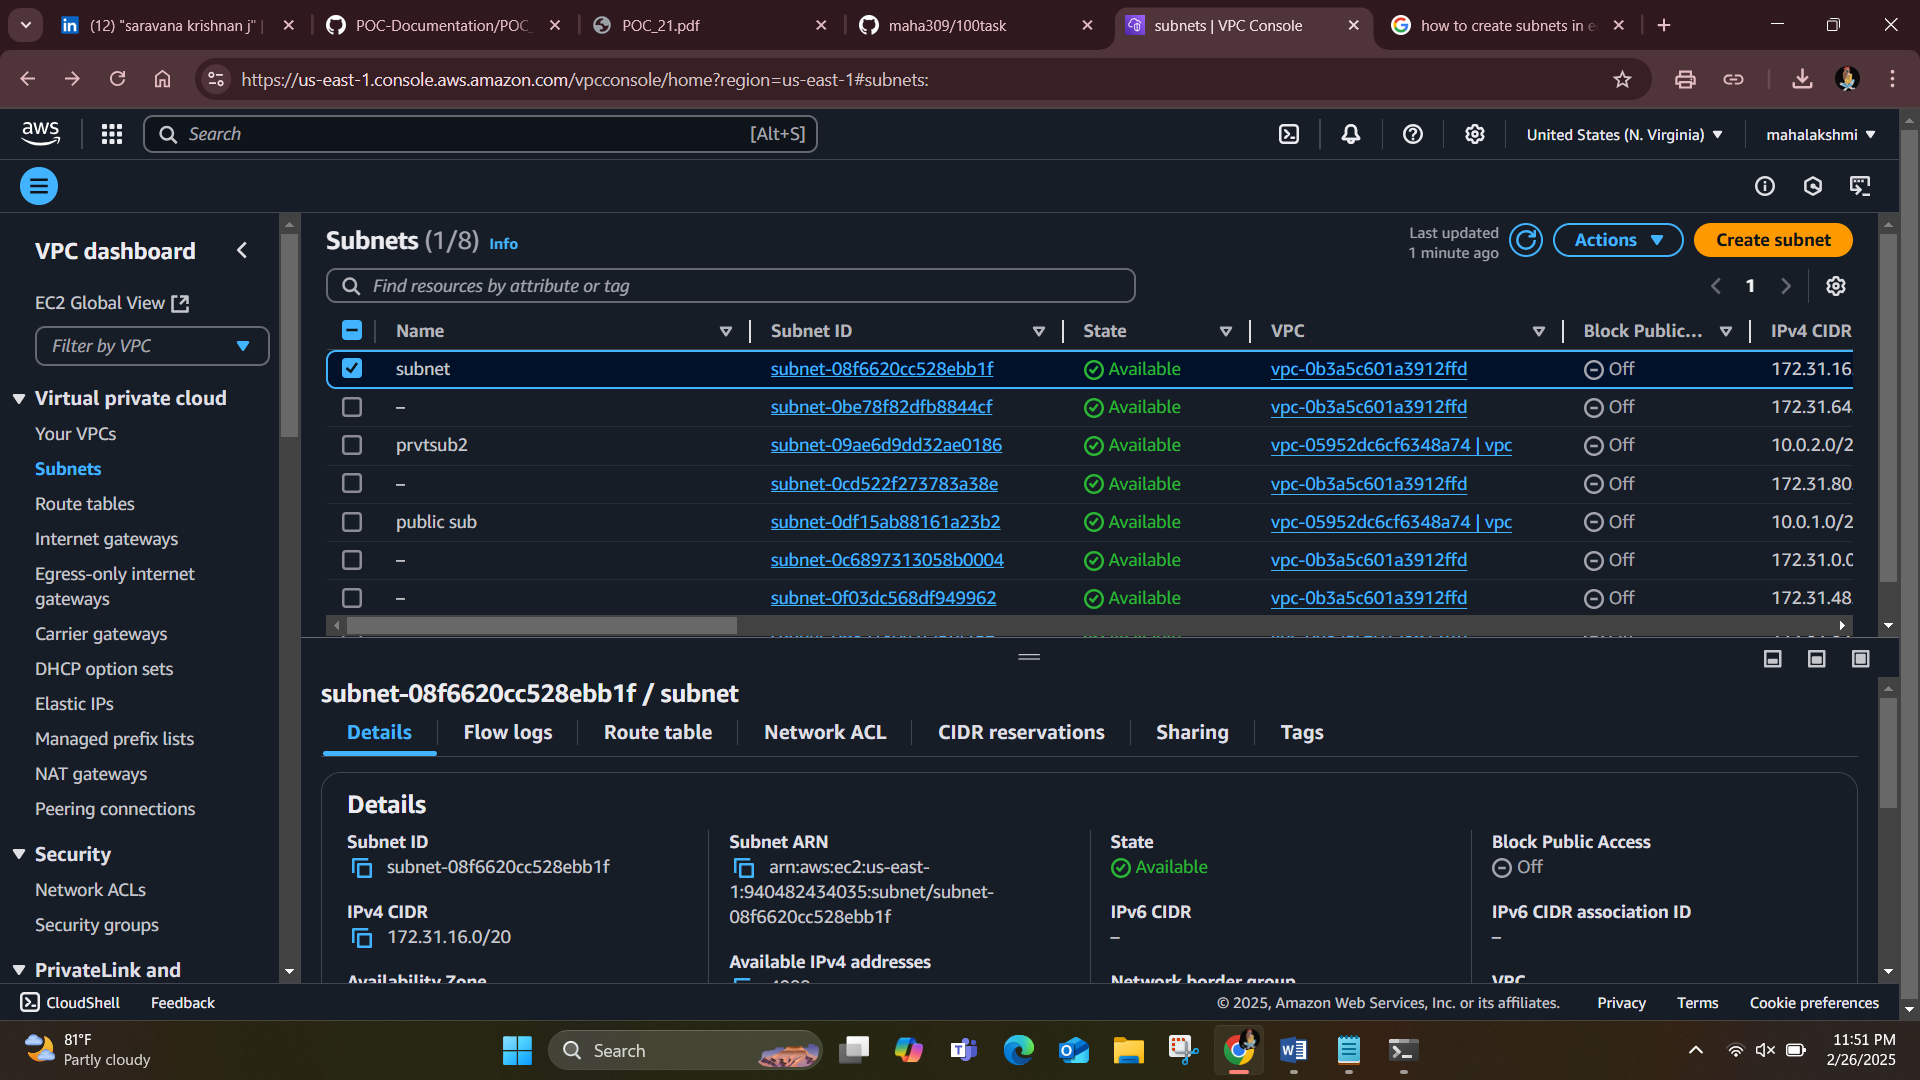 (12) "saravana krishnan j" |
POC-Documentation/POC_
POC_21.pdf
maha309/100task
subnets | VPC Console
how to create subnets in e
https://us-east-1.console.aws.amazon.com/vpcconsole/home?region=us-east-1#subnets:
aws
Search
[Alt+S]
United States (N. Virginia)
mahalakshmi
VPC dashboard
EC2 Global View
Filter by VPC
Virtual private cloud
Your VPCs
Subnets
Route tables
Internet gateways
Egress-only internet
gateways
Carrier gateways
DHCP option sets
Elastic IPs
Managed prefix lists
NAT gateways
Peering connections
Security
Network ACLs
Security groups
PrivateLink and
Subnets (1/8) Info
Last updated
1 minute ago
Actions
Create subnet
Find resources by attribute or tag
1
Name Subnet ID State VPC Block Public... IPv4 CIDR
subnet subnet-08f6620cc528ebb1f Available vpc-0b3a5c601a3912ffd Off 172.31.16.
– subnet-0be78f82dfb8844cf Available vpc-0b3a5c601a3912ffd Off 172.31.64.
prvtsub2 subnet-09ae6d9dd32ae0186 Available vpc-05952dc6cf6348a74 | vpc Off 10.0.2.0/2
– subnet-0cd522f273783a38e Available vpc-0b3a5c601a3912ffd Off 172.31.80.
public sub subnet-0df15ab88161a23b2 Available vpc-05952dc6cf6348a74 | vpc Off 10.0.1.0/2
– subnet-0c6897313058b0004 Available vpc-0b3a5c601a3912ffd Off 172.31.0.0
– subnet-0f03dc568df949962 Available vpc-0b3a5c601a3912ffd Off 172.31.48.
subnet-08f6620cc528ebb1f / subnet
Details
Flow logs
Route table
Network ACL
CIDR reservations
Sharing
Tags
Details
Subnet ID
subnet-08f6620cc528ebb1f
IPv4 CIDR
172.31.16.0/20
Availability Zone
Subnet ARN
arn:aws:ec2:us-east-
1:940482434035:subnet/subnet-
08f6620cc528ebb1f
Available IPv4 addresses
State
Available
IPv6 CIDR
–
Network border group
Block Public Access
Off
IPv6 CIDR association ID
–
VPC
CloudShell
Feedback
© 2025, Amazon Web Services, Inc. or its affiliates.
Privacy
Terms
Cookie preferences
81°F
Partly cloudy
Search
11:51 PM
2/26/2025